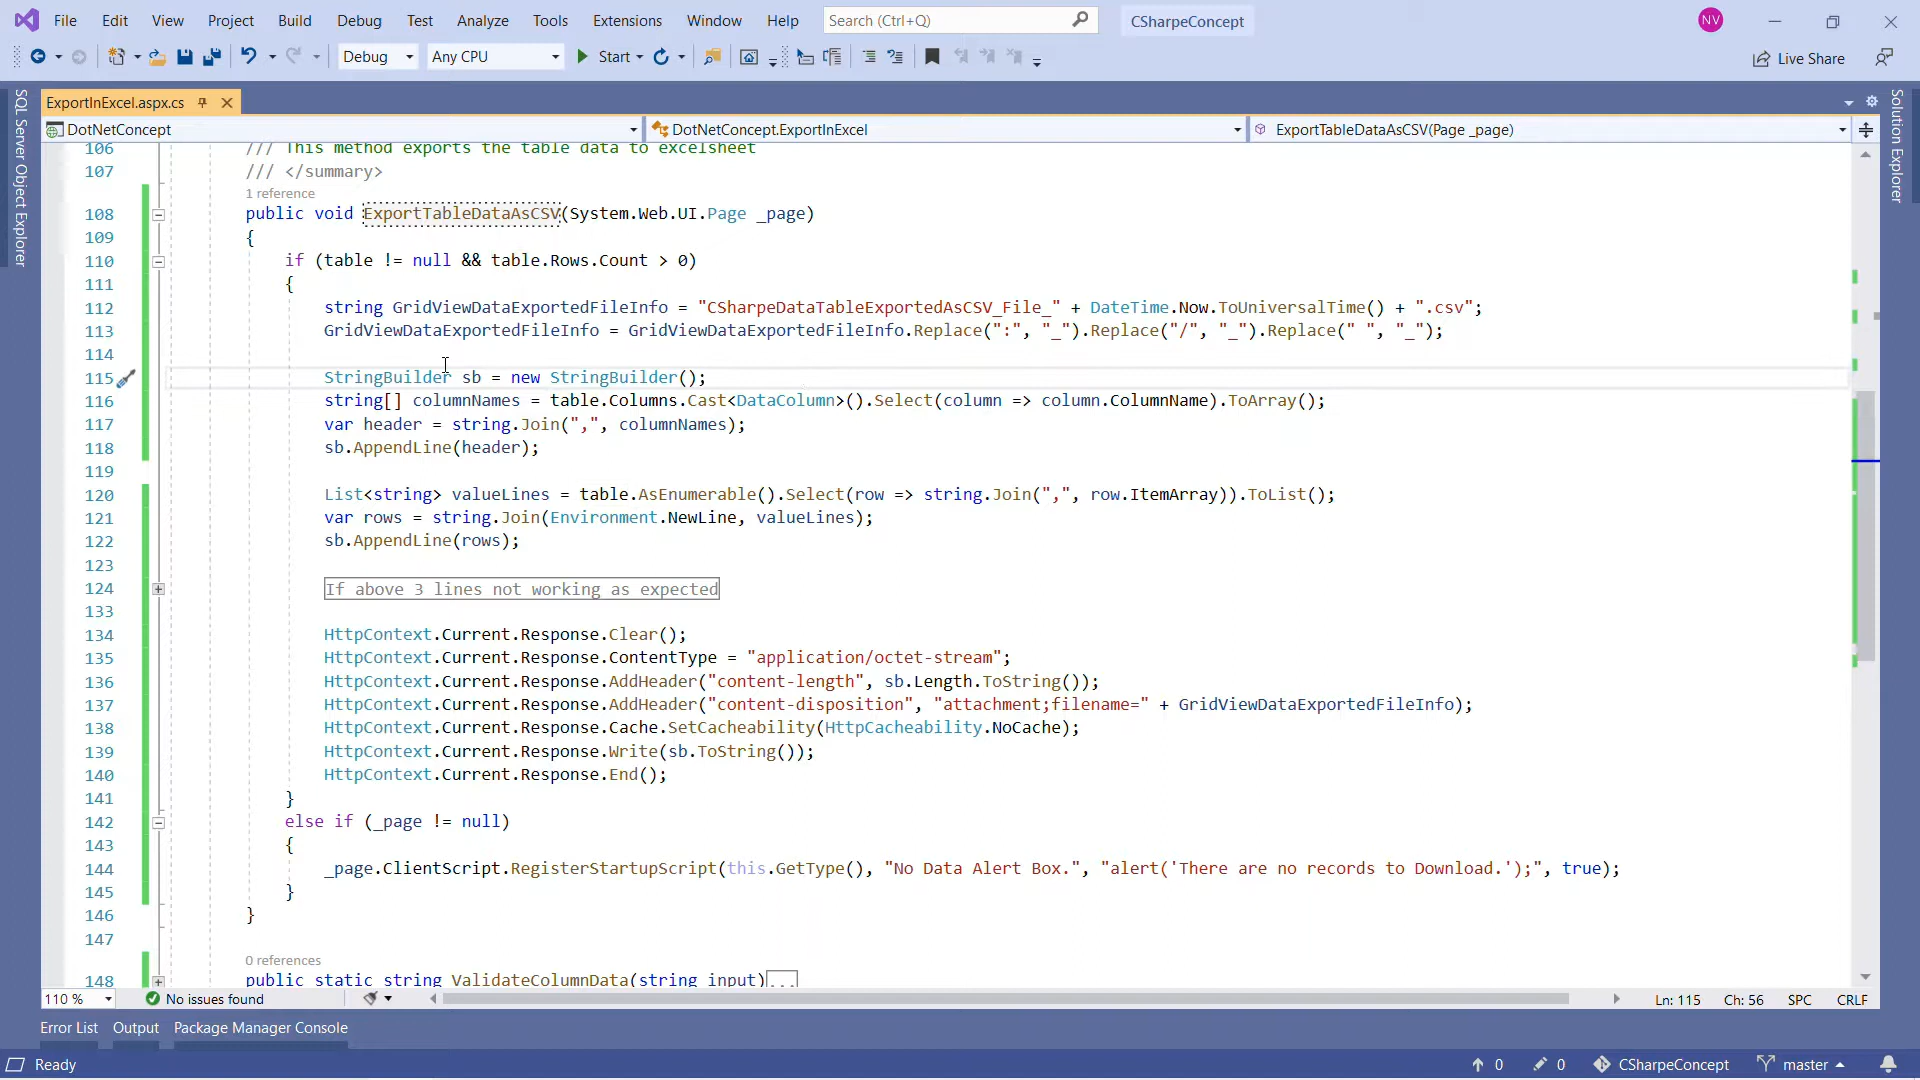 File Edit View Project Build Debug Test Analyze Tools Extensions Window Help Search (Ctrl+Q) CSharpeConcept NV
Debug Any CPU Start Live Share
SQL Server Object Explorer
Solution Explorer
ExportInExcel.aspx.cs
DotNetConcept DotNetConcept.ExportInExcel ExportTableDataAsCSV(Page _page)
106 /// This method exports the table data to excelsheet
107 /// </summary>
1 reference
108 public void ExportTableDataAsCSV(System.Web.UI.Page _page)
109 {
110 if (table != null && table.Rows.Count > 0)
111 {
112 string GridViewDataExportedFileInfo = "CSharpeDataTableExportedAsCSV_File_" + DateTime.Now.ToUniversalTime() + ".csv";
113 GridViewDataExportedFileInfo = GridViewDataExportedFileInfo.Replace(":", "_").Replace("/", "_").Replace(" ", "_");
114
115 StringBuilder sb = new StringBuilder();
116 string[] columnNames = table.Columns.Cast<DataColumn>().Select(column => column.ColumnName).ToArray();
117 var header = string.Join(",", columnNames);
118 sb.AppendLine(header);
119
120 List<string> valueLines = table.AsEnumerable().Select(row => string.Join(",", row.ItemArray)).ToList();
121 var rows = string.Join(Environment.NewLine, valueLines);
122 sb.AppendLine(rows);
123
124 If above 3 lines not working as expected
133
134 HttpContext.Current.Response.Clear();
135 HttpContext.Current.Response.ContentType = "application/octet-stream";
136 HttpContext.Current.Response.AddHeader("content-length", sb.Length.ToString());
137 HttpContext.Current.Response.AddHeader("content-disposition", "attachment;filename=" + GridViewDataExportedFileInfo);
138 HttpContext.Current.Response.Cache.SetCacheability(HttpCacheability.NoCache);
139 HttpContext.Current.Response.Write(sb.ToString());
140 HttpContext.Current.Response.End();
141 }
142 else if (_page != null)
143 {
144 _page.ClientScript.RegisterStartupScript(this.GetType(), "No Data Alert Box.", "alert('There are no records to Download.');", true);
145 }
146 }
147
0 references
148 public static string ValidateColumnData(string input)...
110 % No issues found Ln: 115 Ch: 56 SPC CRLF
Error List Output Package Manager Console
Ready 0 0 CSharpeConcept master